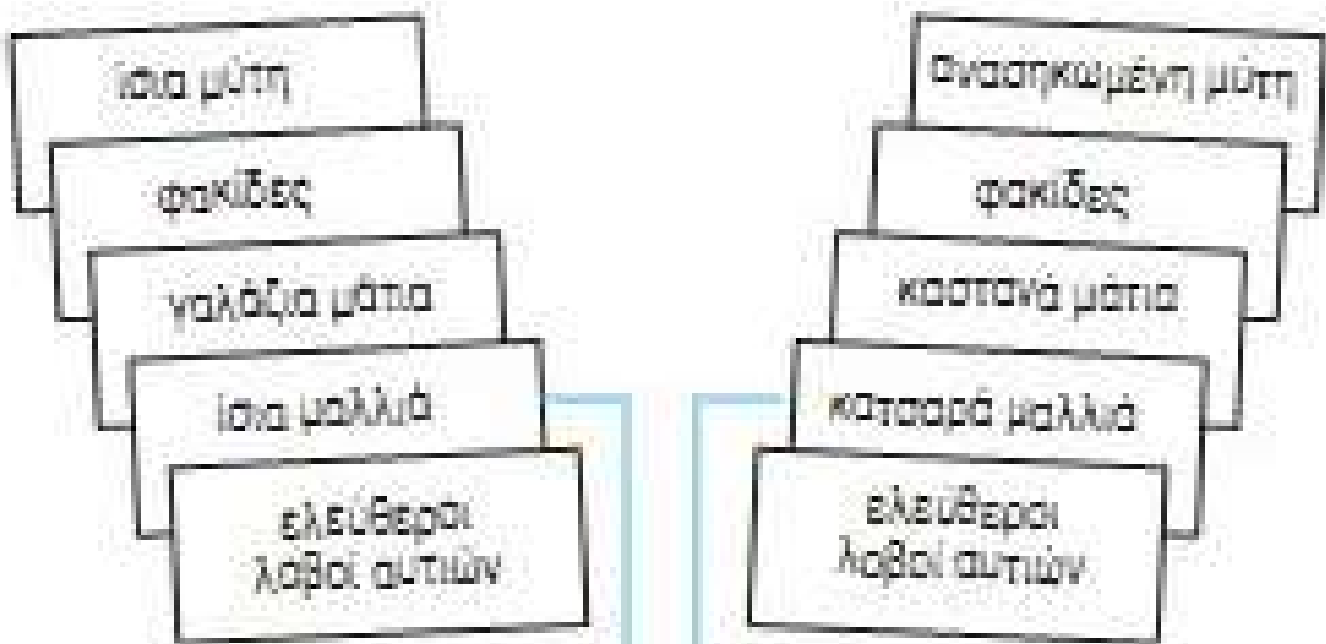 ίσια μύτη
φακίδες
γαλάζια μάτια
ίσια μαλλιά
ελεύθεροι
λοβοί αυτιών
ανασηκωμένη μύτη
φακίδες
καστανά μάτια
κατσαρά μαλλιά
ελεύθεροι
λοβοί αυτιών